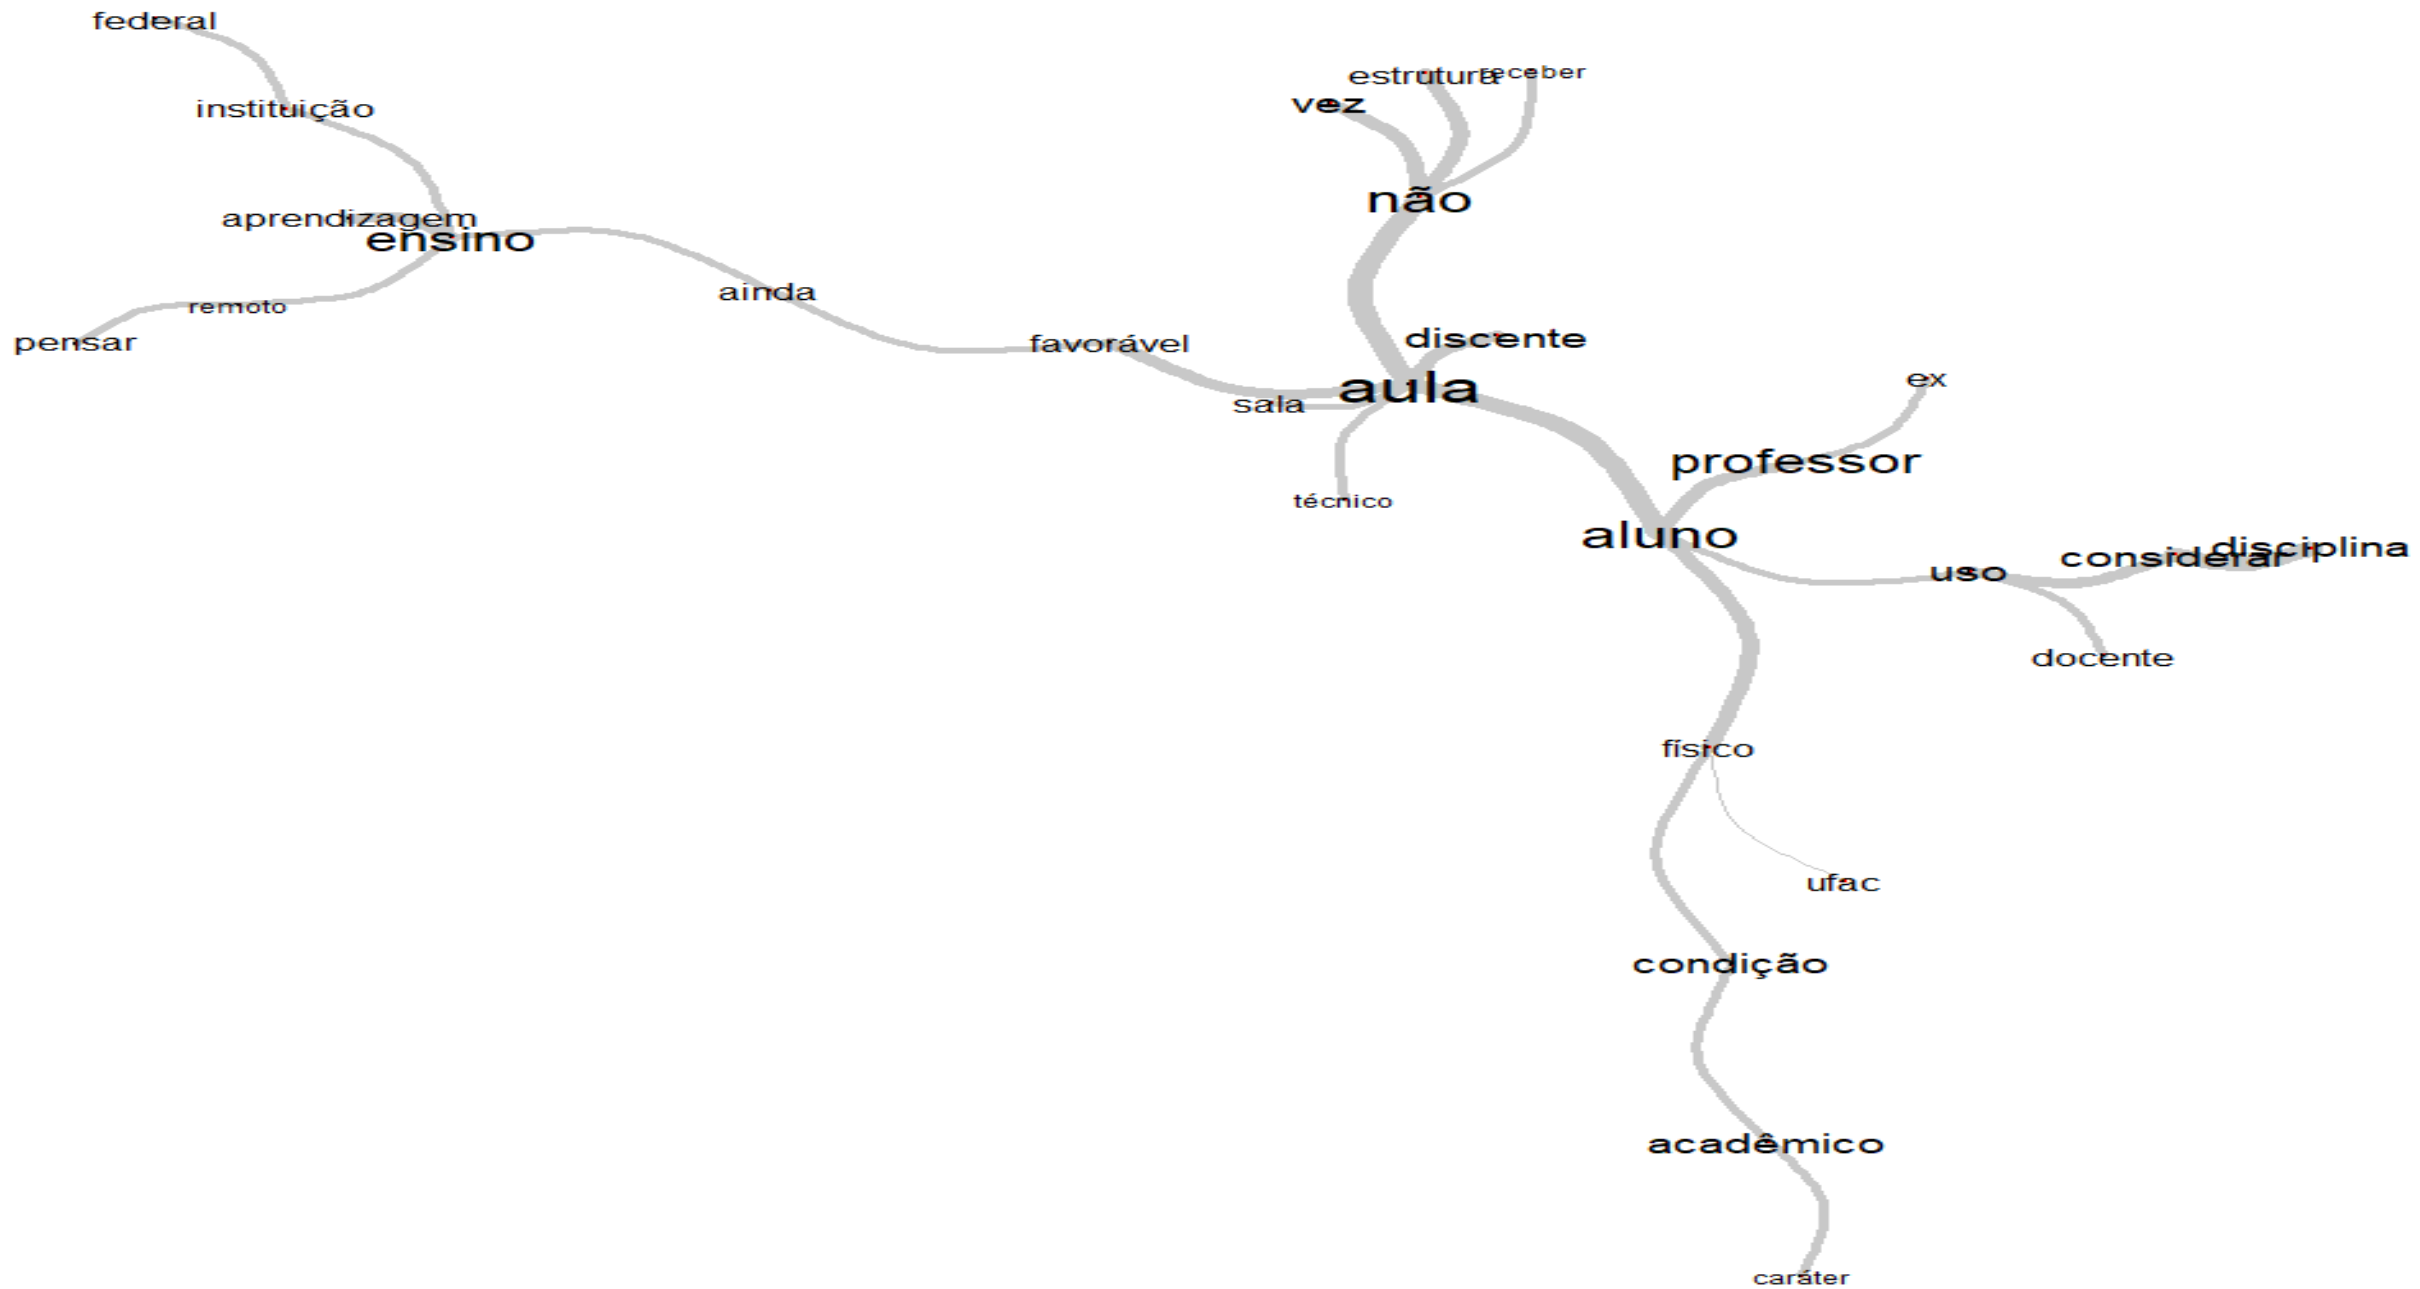 federal
estrutura
receber
vez
instituição
não
aprendizagem
ensino
ainda
remoto
discente
pensar
favorável
ex
aula
sala
professor
técnico
aluno
disciplina
considerar
uso
docente
físico
ufac
condição
acadêmico
caráter